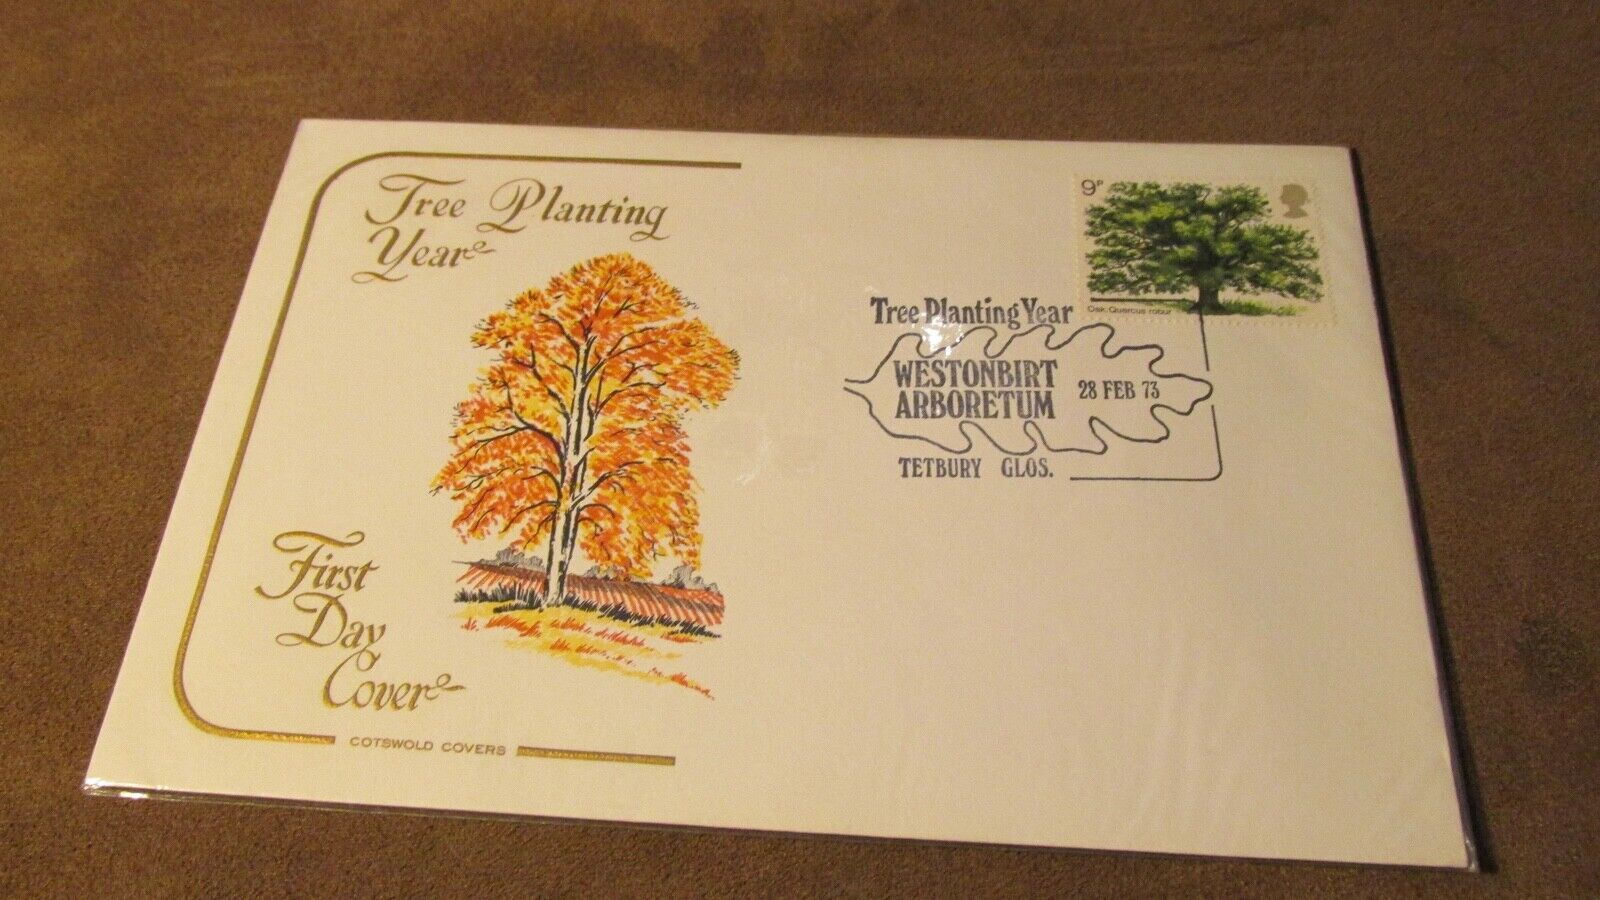 Tree Planting
Year
First
Day
Cover
COTSWOLD COVERS
9P
Oak: Quercus robur
Tree Planting Year
WESTONBIRT
ARBORETUM
28 FEB 73
TETBURY GLOS.